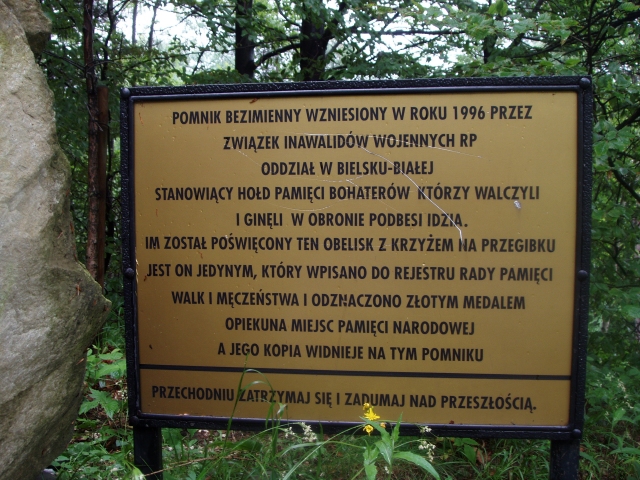 POMNIK BEZIMIENNY WZNIESIONY W ROKU 1996 PRZEZ
ZWIĄZEK INAWALIDÓW WOJENNYCH RP
ODDZIAŁ W BIELSKU-BIAŁEJ
STANOWIĄCY HOŁD PAMIĘCI BOHATERÓW KTÓRZY WALCZYLI
I GINĘLI W OBRONIE PODBESI IDZIA.
IM ZOSTAŁ POŚWIĘCONY TEN OBELISK Z KRZYŻEM NA PRZEGIBKU
JEST ON JEDYNYM, KTÓRY WPISANO DO REJESTRU RADY PAMIĘCI
WALK I MĘCZEŃSTWA I ODZNACZONO ZŁOTYM MEDALEM
OPIEKUNA MIEJSC PAMIĘCI NARODOWEJ
A JEGO KOPIA WIDNIEJE NA TYM POMNIKU
PRZECHODNIU ZATRZYMAJ SIĘ I ZADUMAJ NAD PRZESZŁOŚCIĄ.